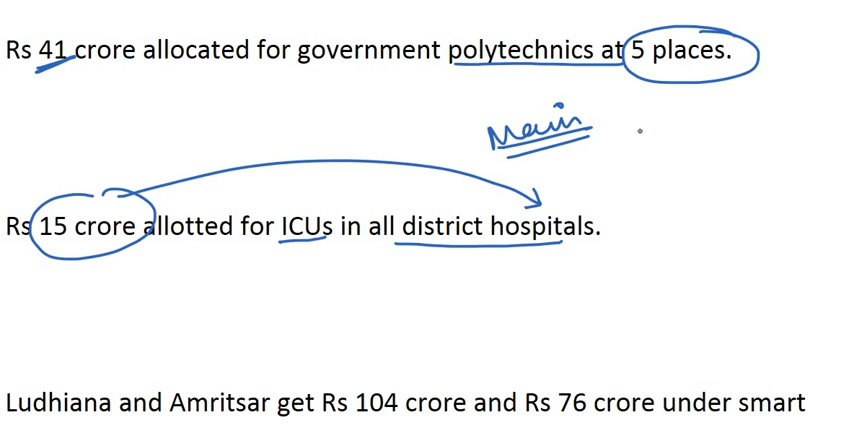 Rs 41 crore allocated for government polytechnics at 5 places.
Rs 15 crore allotted for ICUs in all district hospitals.
Ludhiana and Amritsar get Rs 104 crore and Rs 76 crore under smart